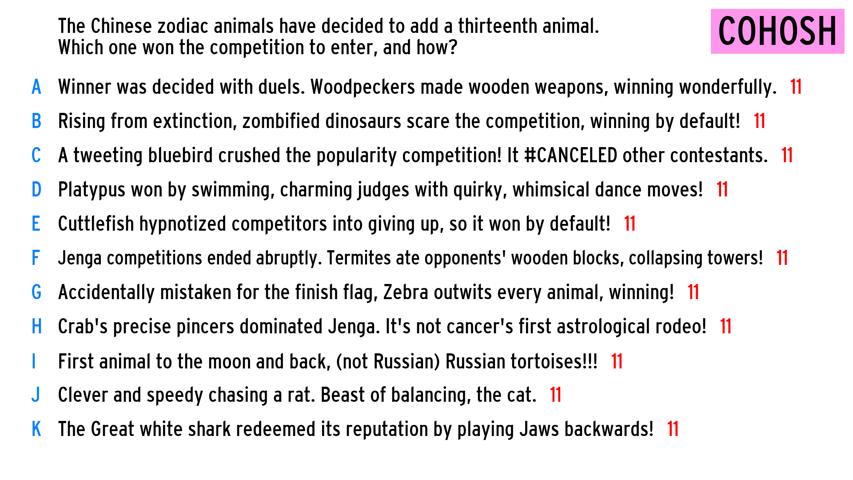 The Chinese zodiac animals have decided to add a thirteenth animal.
Which one won the competition to enter, and how?
COHOSH
A Winner was decided with duels. Woodpeckers made wooden weapons, winning wonderfully. 11
B Rising from extinction, zombified dinosaurs scare the competition, winning by default! 11
C A tweeting bluebird crushed the popularity competition! It #CANCELED other contestants. 11
D Platypus won by swimming, charming judges with quirky, whimsical dance moves! 11
E Cuttlefish hypnotized competitors into giving up, so it won by default! 11
F Jenga competitions ended abruptly. Termites ate opponents' wooden blocks, collapsing towers! 11
G Accidentally mistaken for the finish flag, Zebra outwits every animal, winning! 11
H Crab's precise pincers dominated Jenga. It's not cancer's first astrological rodeo! 11
I First animal to the moon and back, (not Russian) Russian tortoises!!! 11
J Clever and speedy chasing a rat. Beast of balancing, the cat. 11
K The Great white shark redeemed its reputation by playing Jaws backwards! 11